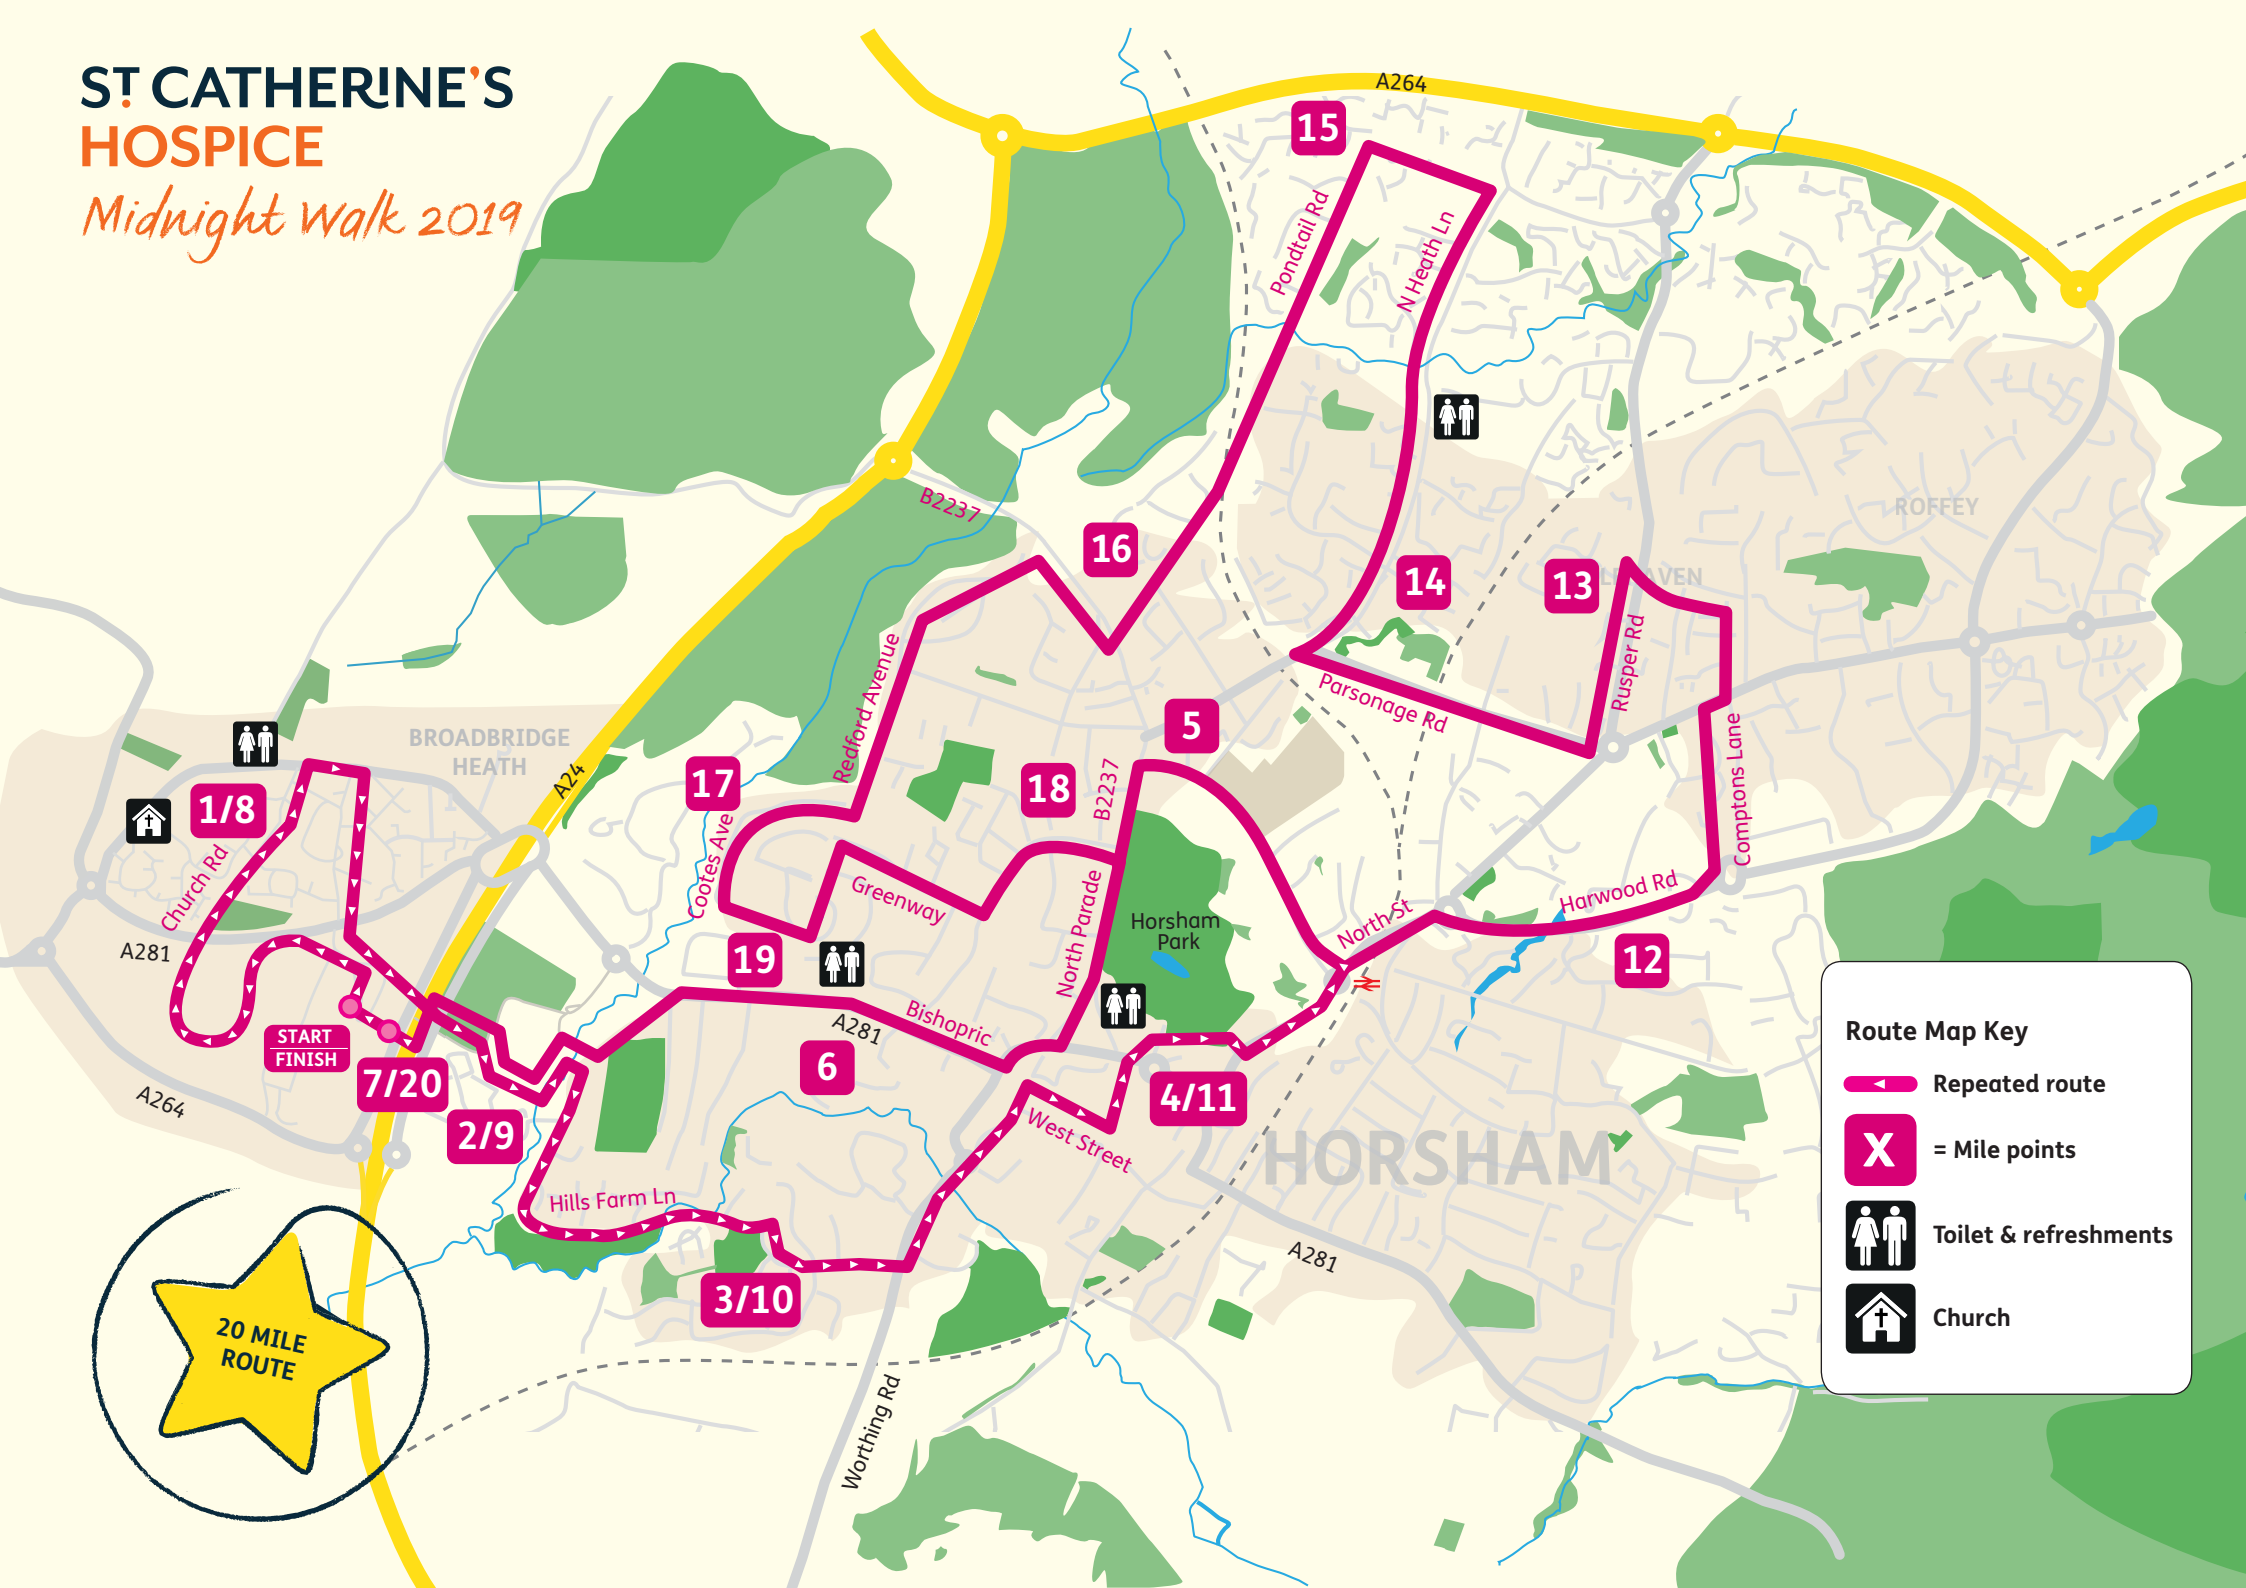 ST CATHERINE'S
HOSPICE
Midnight Walk 2019
A264
15
Pondtail Rd
N Heath Ln
B2237
ROFFEY
16
14
13
Rusper Rd
Parsonage Rd
Redford Avenue
5
BROADBRIDGE
HEATH
A24
17
18
B2237
Comptons Lane
1/8
Church Rd
Cootes Ave
Greenway
North Parade
Horsham
Park
North St
Harwood Rd
12
A281
19
Bishopric
A281
START
FINISH
6
7/20
A264
2/9
4/11
West Street
HORSHAM
Hills Farm Ln
A281
3/10
Worthing Rd
20 MILE
ROUTE
Route Map Key
Repeated route
X = Mile points
Toilet & refreshments
Church